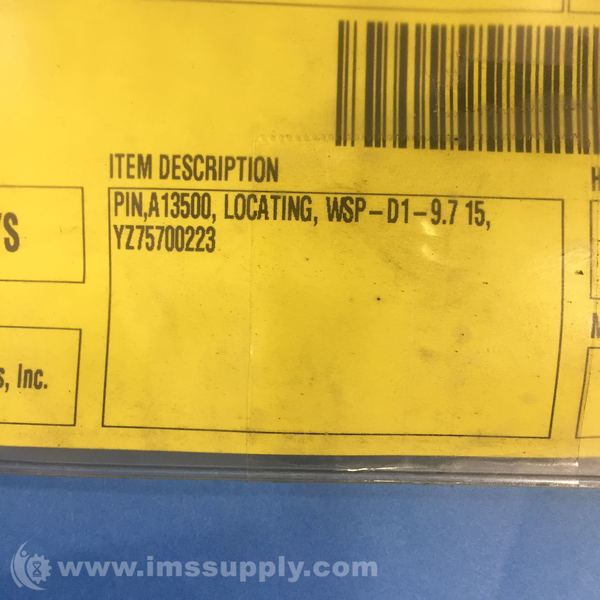 ITEM DESCRIPTION
PIN,A13500, LOCATING, WSP-D1-9.7 15,
YZ75700223
s, Inc.
www.imssupply.com